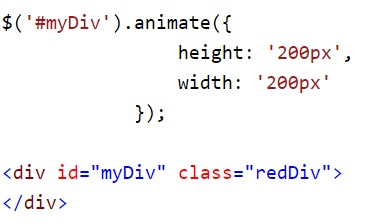 $('#myDiv').animate({
height: '200px',
width: '200px'
});
<div id="myDiv" class="redDiv">
</div>